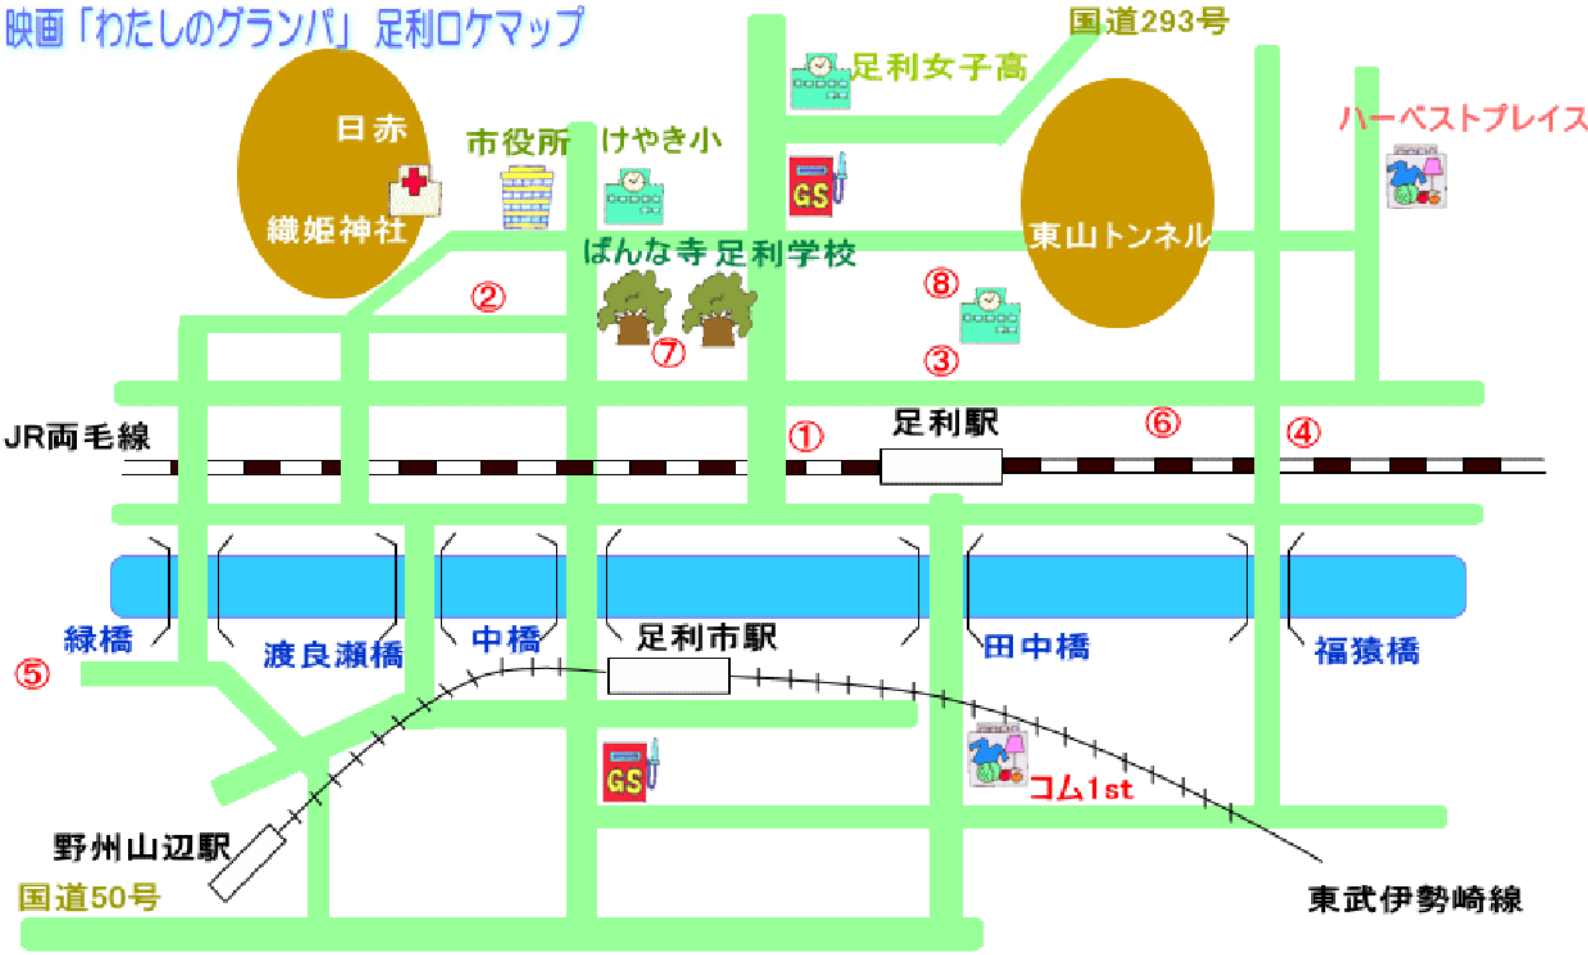 映画「わたしのグランパ」 足利ロケマップ
国道293号
足利女子高
日赤
市役所
けやき小
ハーベストプレイス
GS
織姫神社
ばんな寺
足利学校
東山トンネル
⑧
②
⑦
③
JR両毛線
①
足利駅
⑥
④
緑橋
渡良瀬橋
中橋
足利市駅
田中橋
福猿橋
⑤
GS
コム1st
野州山辺駅
国道50号
東武伊勢崎線